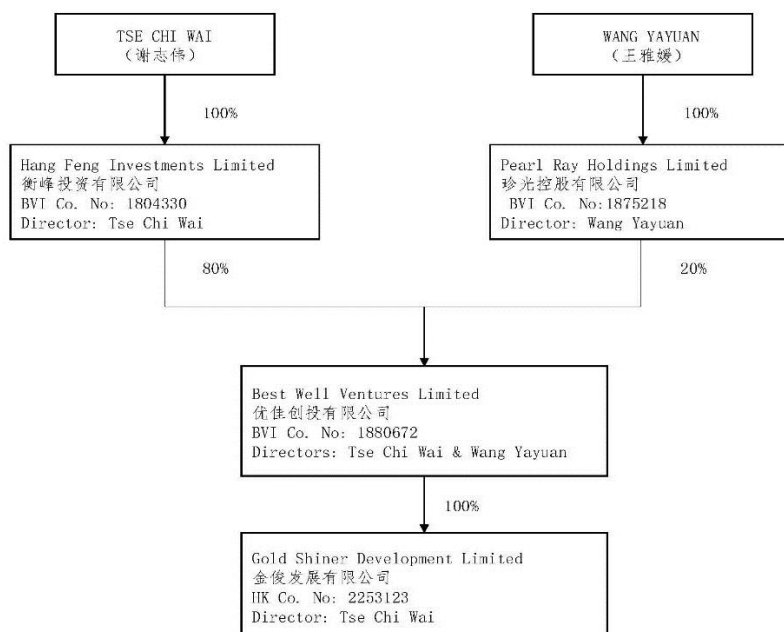 TSE CHI WAI
(谢志伟)
WANG YAYUAN
(王雅媛)
100%
100%
Hang Feng Investments Limited
衡峰投资有限公司
BVI Co. No: 1804330
Director: Tse Chi Wai
Pearl Ray Holdings Limited
珍光控股有限公司
BVI Co. No:1875218
Director: Wang Yayuan
80%
20%
Best Well Ventures Limited
优佳创投有限公司
BVI Co. No: 1880672
Directors: Tse Chi Wai & Wang Yayuan
100%
Gold Shiner Development Limited
金俊发展有限公司
HK Co. No: 2253123
Director: Tse Chi Wai